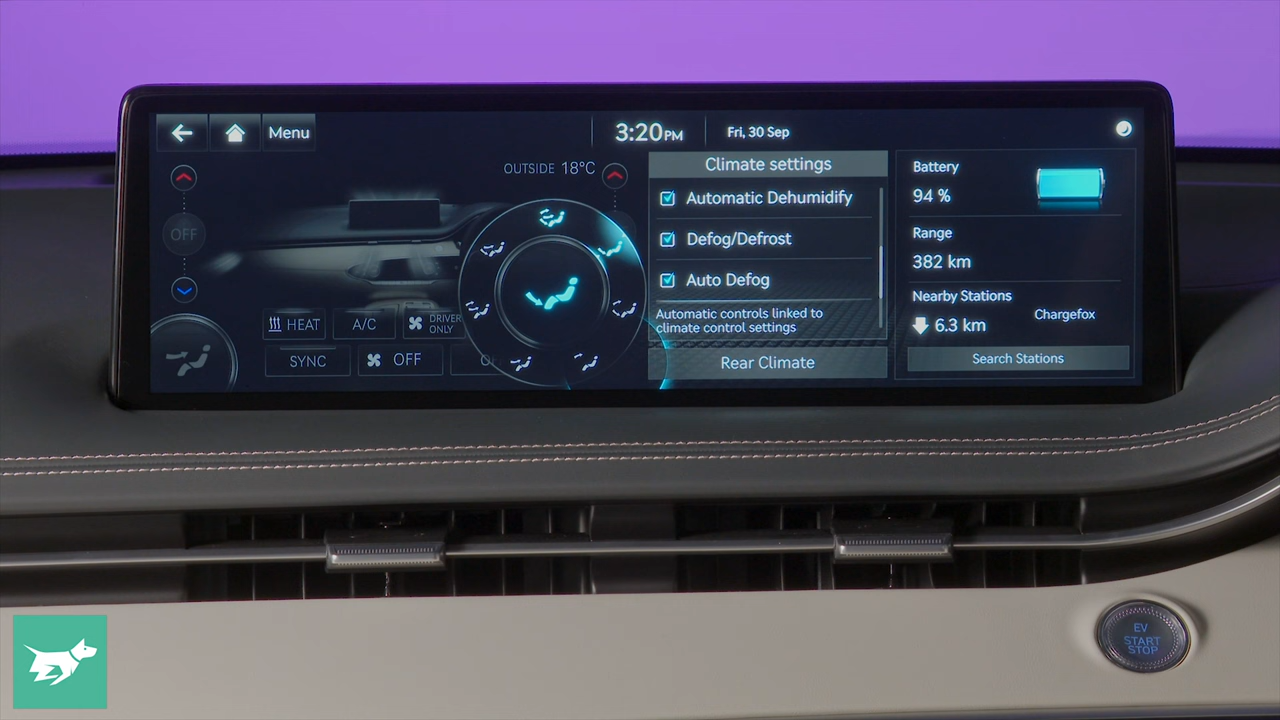 Menu
3:20PM
Fri, 30 Sep
OUTSIDE 18°C
OFF
HEAT
A/C
DRIVER
ONLY
SYNC
OFF
Climate settings
Automatic Dehumidify
Defog/Defrost
Auto Defog
Automatic controls linked to
climate control settings
Rear Climate
Battery
94 %
Range
382 km
Nearby Stations
6.3 km
Chargefox
Search Stations
EV
START
STOP